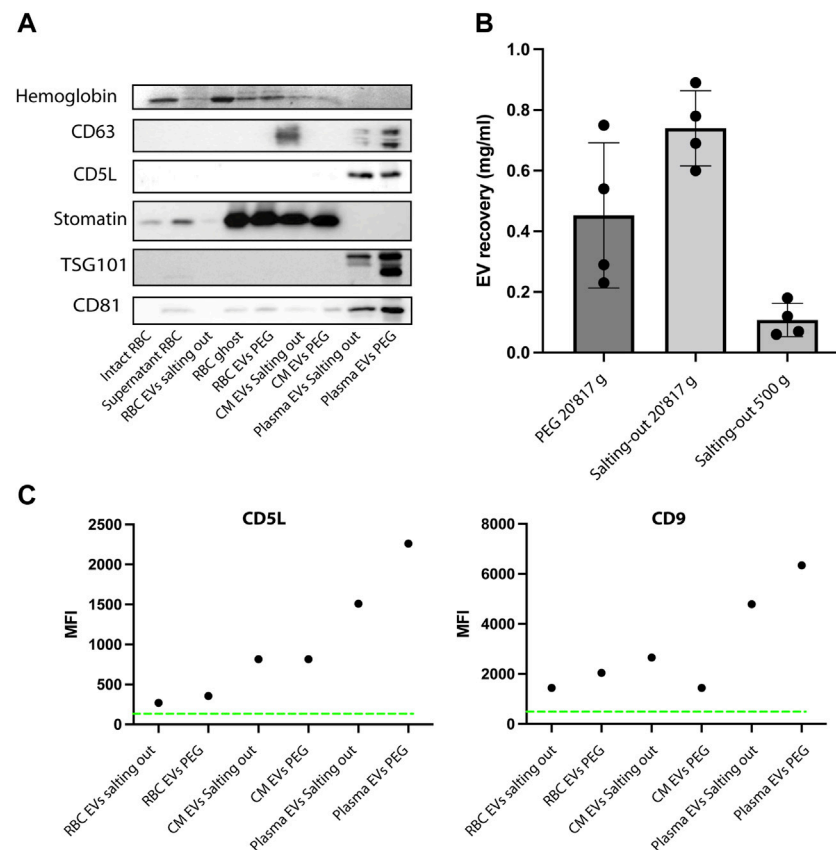 A
Hemoglobin
CD63
CD5L
Stomatin
TSG101
CD81
Intact RBC
Supernatant RBC
RBC EVs salting out
RBC ghost
RBC EVs PEG
CM EVs Salting out
CM EVs PEG
Plasma EVs Salting out
Plasma EVs PEG
B
EV recovery (mg/ml)
1.0
0.8
0.6
0.4
0.2
0.0
PEG 20'817 g
Salting-out 20'817 g
Salting-out 5'00 g
C
CD5L
MFI
2500
2000
1500
1000
500
0
RBC EVs salting out
RBC EVs PEG
CM EVs Salting out
CM EVs PEG
Plasma EVs Salting out
Plasma EVs PEG
CD9
MFI
8000
6000
4000
2000
0
RBC EVs salting out
RBC EVs PEG
CM EVs Salting out
CM EVs PEG
Plasma EVs Salting out
Plasma EVs PEG